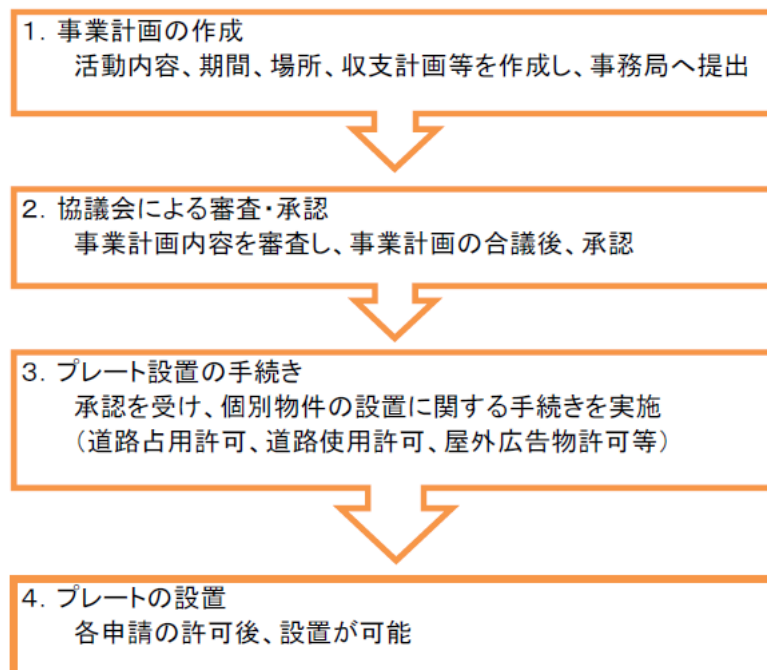 1. 事業計画の作成
活動内容、期間、場所、収支計画等を作成し、事務局へ提出
2. 協議会による審査・承認
事業計画内容を審査し、事業計画の合議後、承認
3. プレート設置の手続き
承認を受け、個別物件の設置に関する手続きを実施
（道路占用許可、道路使用許可、屋外広告物許可等）
4. プレートの設置
各申請の許可後、設置が可能